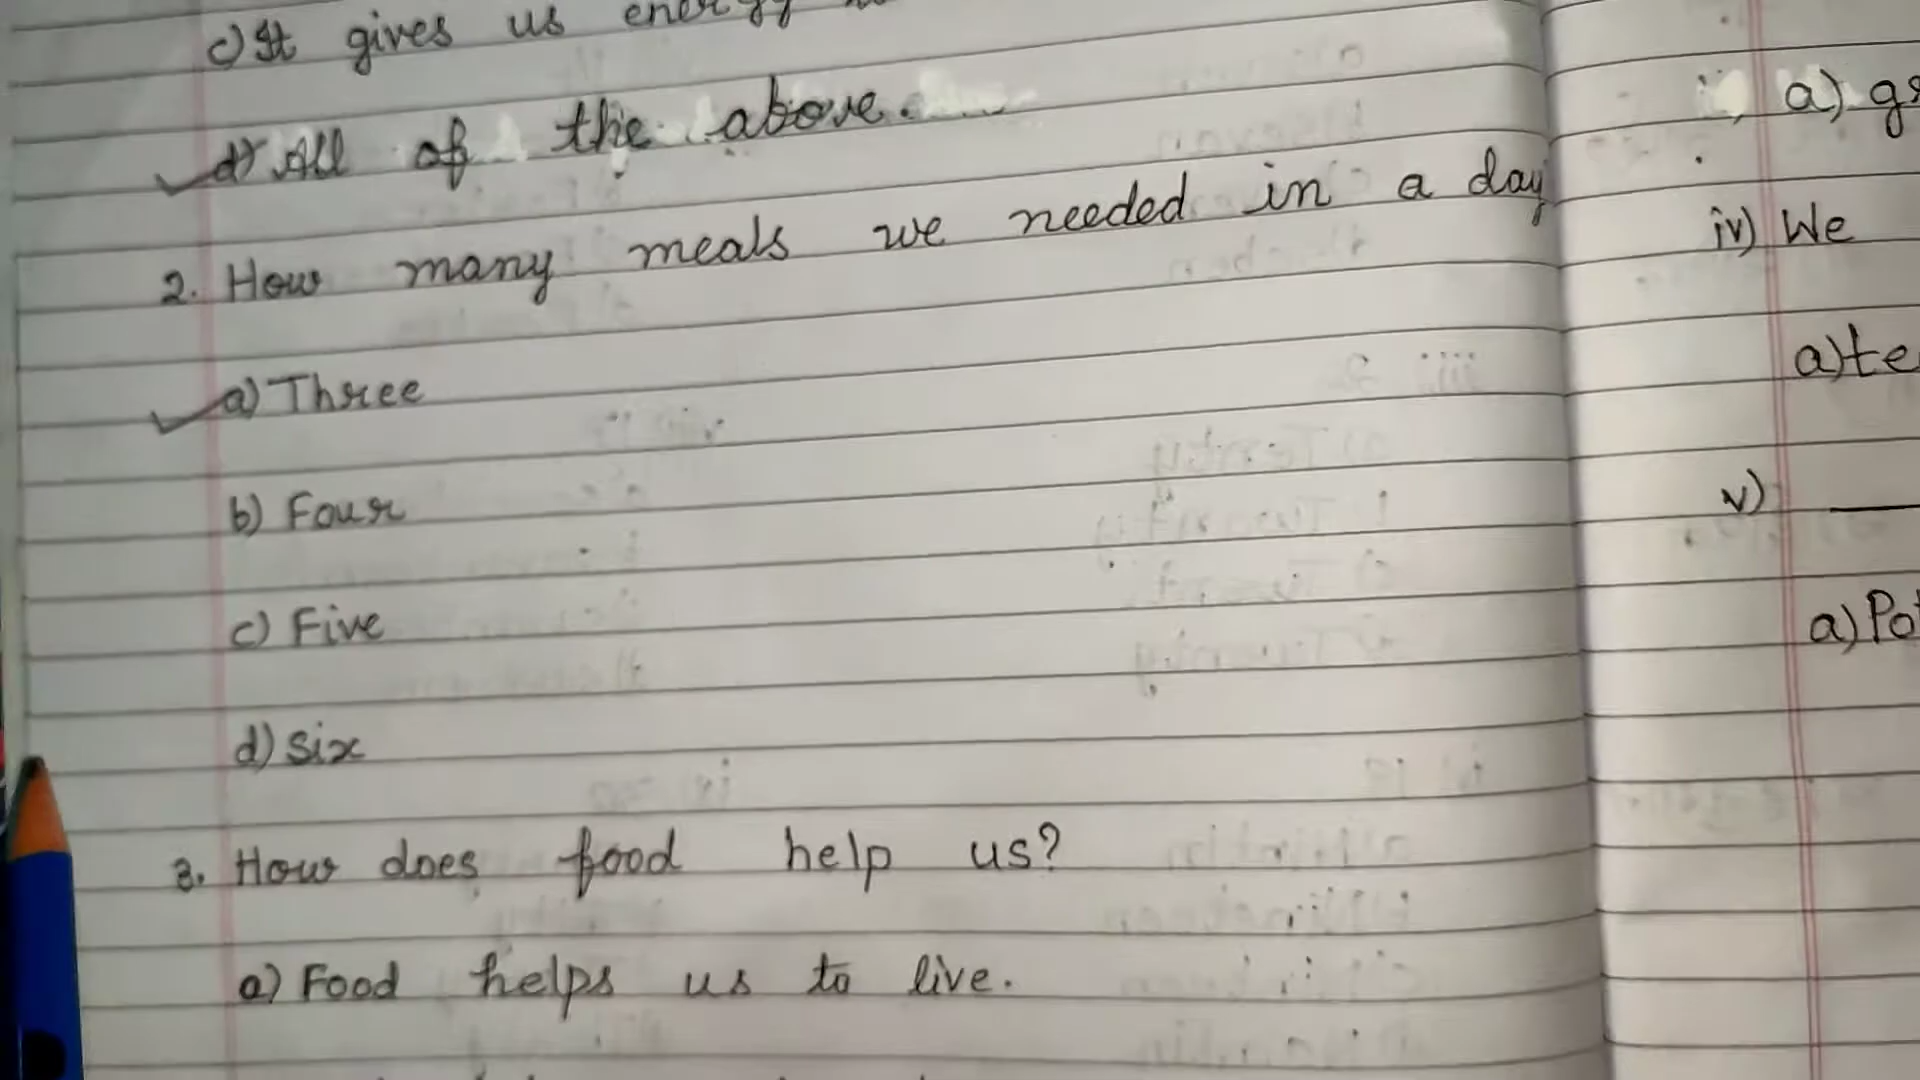 c) It gives us energy
d) All of the above.
2. How many meals we needed in a day
a) Three
b) Four
c) Five
d) Six
3. How does food help us?
a) Food helps us to live.
a)
iv) We
a)
v)
a)